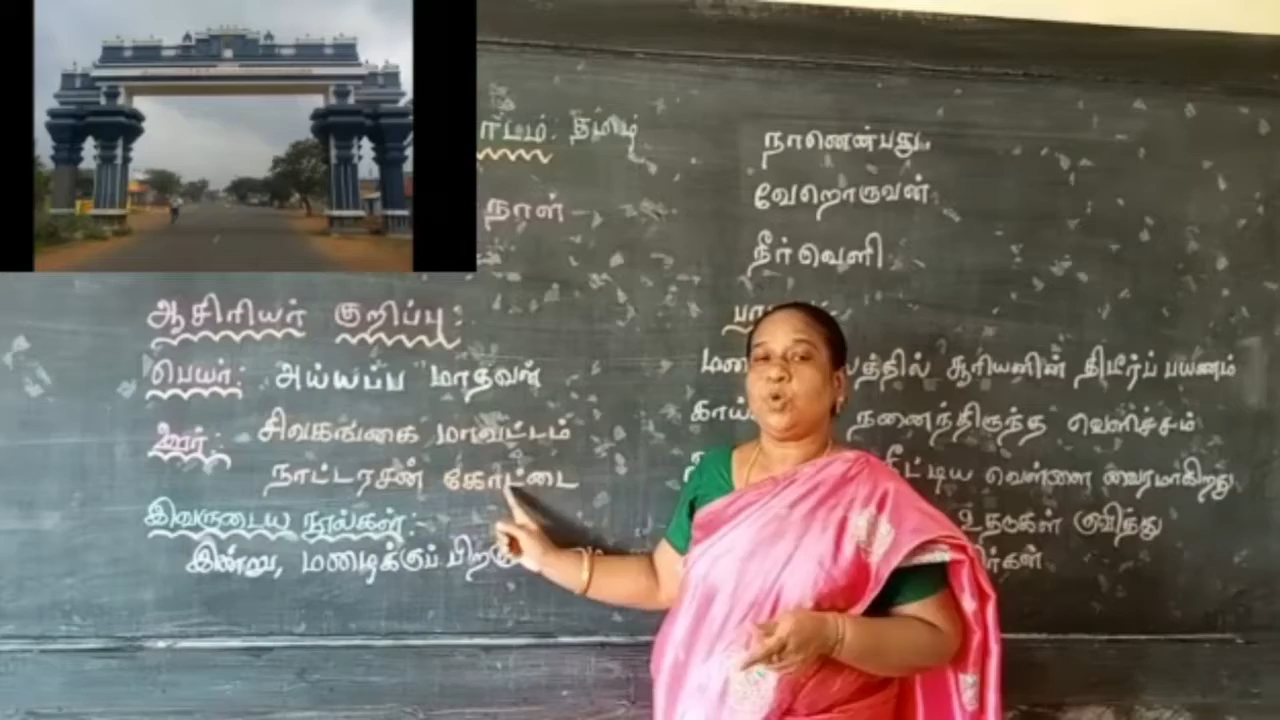 பாடம்: தமிழ்
நாள்
ஆசிரியர் குறிப்பு:
பெயர்: அய்யப்ப மாதவன்
ஊர்: சிவகங்கை மாவட்டம்
நாட்டரசன் கோட்டை
இவருடைய நூல்கள்:-
இன்று, மழைக்குப்
நானென்பது
வேறொருவன்
நீர்வெளி
சூரியனின் திடீர்ப் பயணம்
நனைந்திருந்த வெளிச்சம்
வெள்ளை வைரமாகிறது
குவித்து